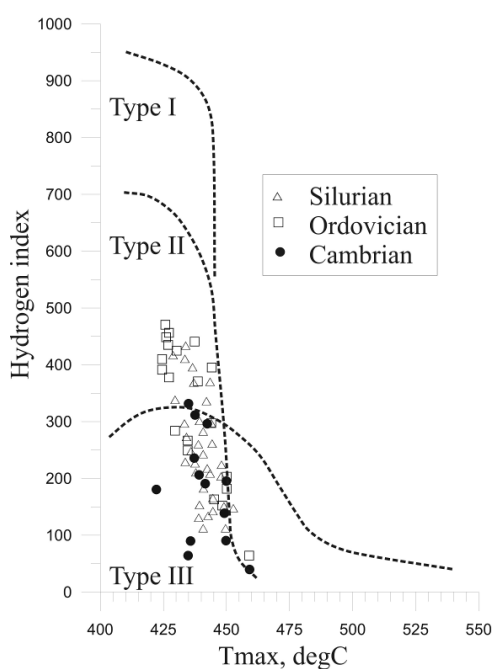 1000
900
Type I
800
700
Type II
600
500
400
300
200
100
Type III
0
Hydrogen index
Silurian
Ordovician
Cambrian
400 425 450 475 500 525 550
Tmax, degC